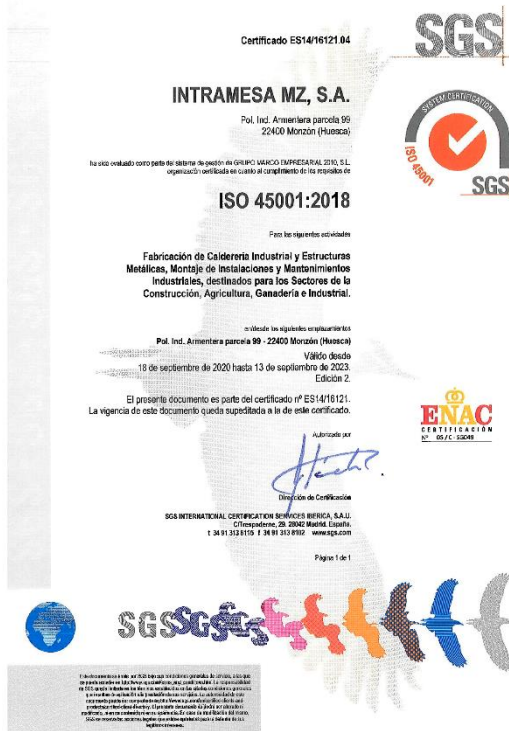 Certificado ES14/16121.04
SGS
INTRAMESA MZ, S.A.
Pol. Ind. Armentera parcela 99
22400 Monzón (Huesca)
SYSTEM CERTIFICATION
ISO 45001
SGS
ha sido evaluado como parte del sistema de gestión de GRUPO MARCO EMPRESARIAL 2010, S.L.
organización certificada en cuanto al cumplimiento de los requisitos de
ISO 45001:2018
Para las siguientes actividades
Fabricación de Calderería Industrial y Estructuras
Metálicas, Montaje de Instalaciones y Mantenimientos
Industriales, destinados para los Sectores de la
Construcción, Agricultura, Ganadería e Industrial.
en/desde los siguientes emplazamientos
Pol. Ind. Armentera parcela 99 - 22400 Monzón (Huesca)
Válido desde
18 de septiembre de 2020 hasta 13 de septiembre de 2023.
Edición 2.
El presente documento es parte del certificado nº ES14/16121.
La vigencia de este documento queda supeditada a la de este certificado.
ENAC
CERTIFICACIÓN
Nº 05/C-SG049
Autorizado por
Dirección de Certificación
SGS INTERNATIONAL CERTIFICATION SERVICES IBERICA, S.A.U.
C/Trespaderne, 29. 28042 Madrid. España.
t 34 91 313 8115 f 34 91 313 8102 www.sgs.com
Página 1 de 1
SGS SGS SGS